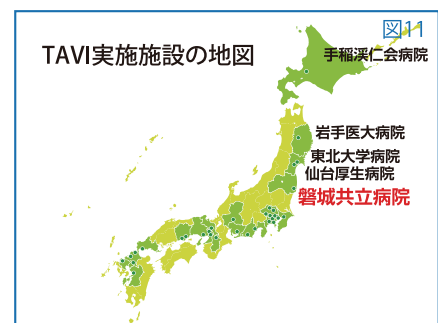 図11
TAVI実施施設の地図
手稲渓仁会病院
岩手医大病院
東北大学病院
仙台厚生病院
磐城共立病院